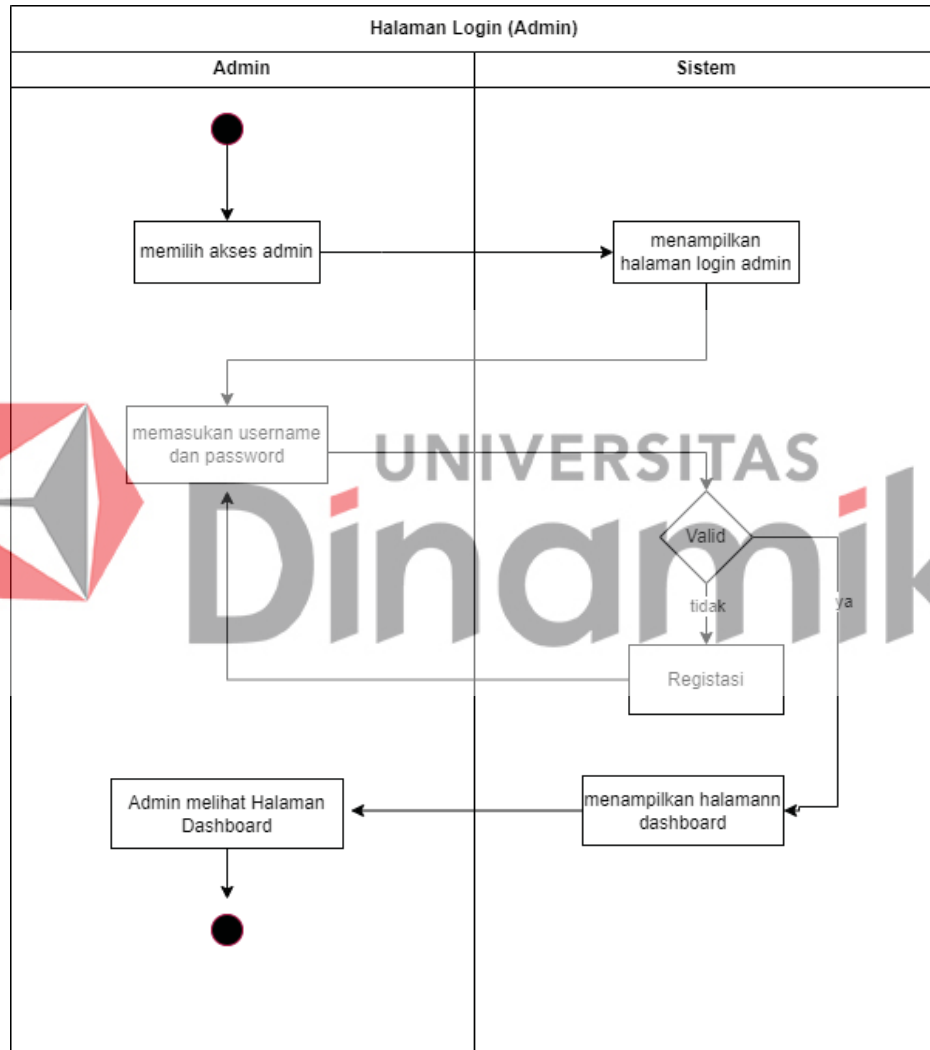 Halaman Login (Admin)
Admin
Sistem
memilih akses admin
menampilkan
halaman login admin
memasukan username
dan password
UNIVERSITAS
Dinamik
Valid
tidak
ya
Registasi
Admin melihat Halaman
Dashboard
menampilkan halamann
dashboard